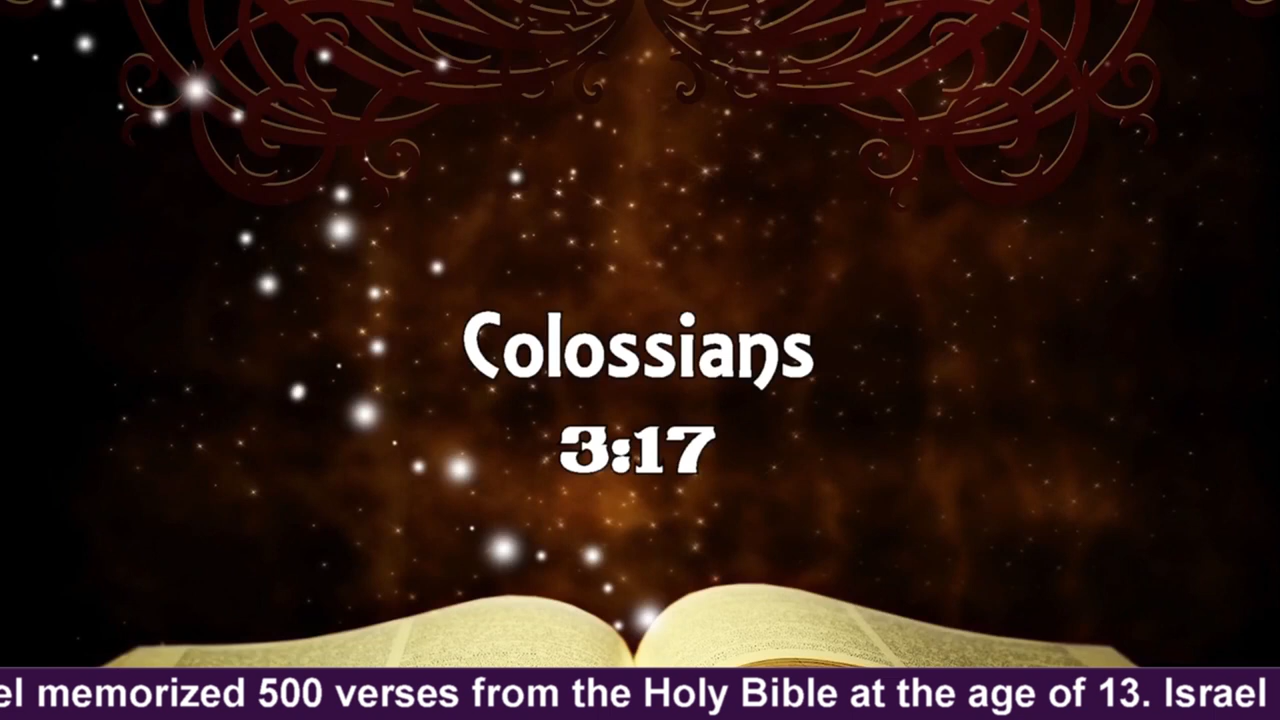 Colossians
3:17
el memorized 500 verses from the Holy Bible at the age of 13. Israel